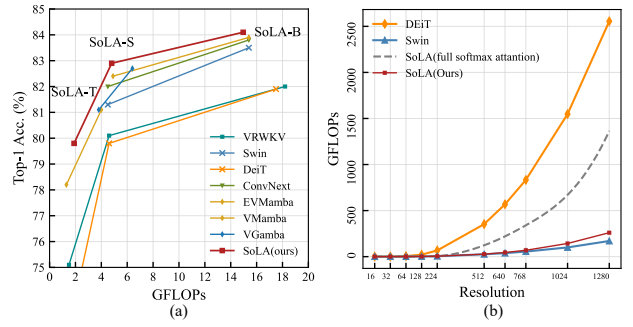 85
84
83
82
81
80
79
78
77
76
75
Top-1 Acc. (%)
SoLA-T
SoLA-S
SoLA-B
VRWKV
Swin
DeiT
ConvNext
EVMamba
VMamba
VGamba
SoLA(ours)
0 2 4 6 8 10 12 14 16 18 20
GFLOPs
(a)
DEiT
Swin
SoLA(full softmax attantion)
SoLA(Ours)
2500
2000
1500
1000
500
0
GFLOPs
16 32 64 128 224 512 640 768 1024 1280
Resolution
(b)